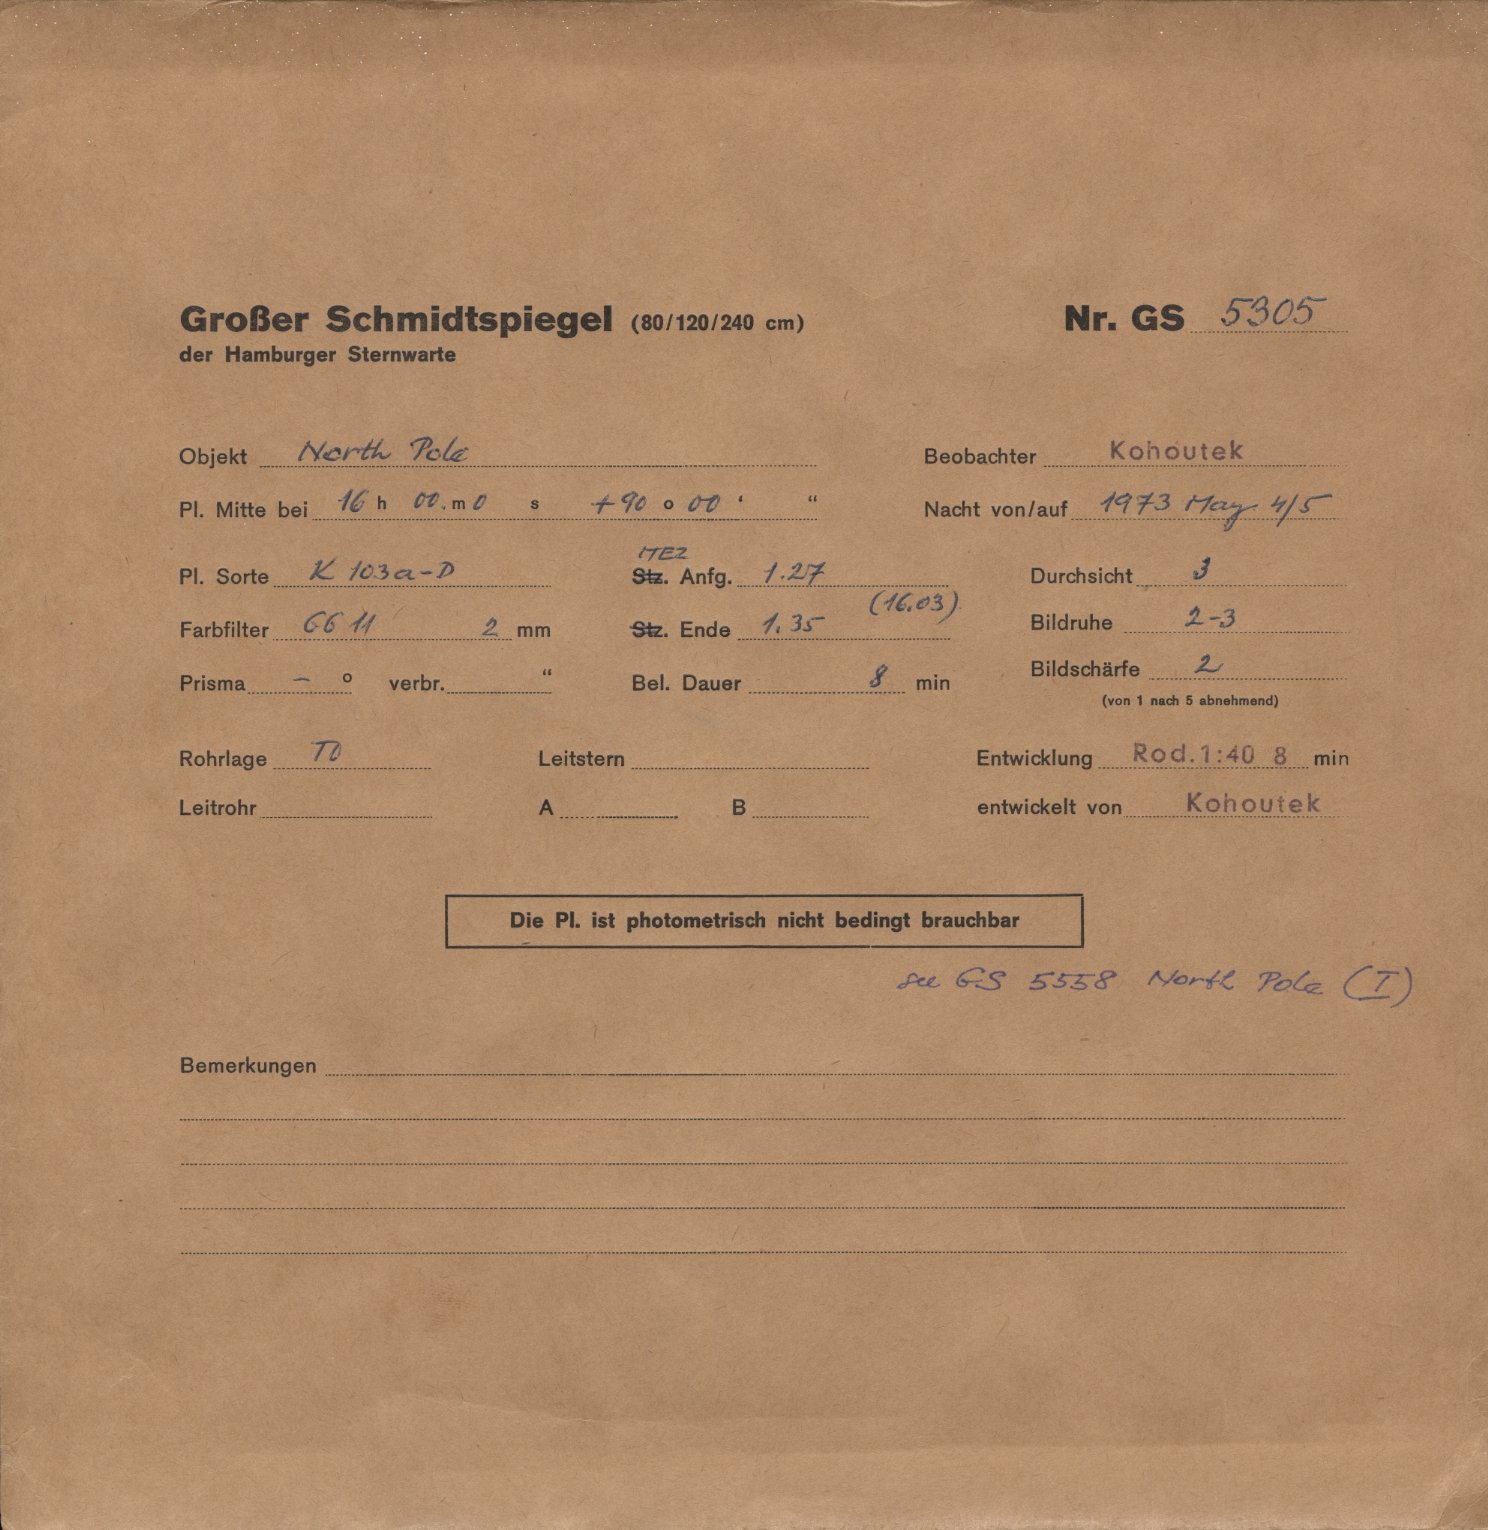 Großer Schmidtspiegel (80/120/240 cm) Nr. GS 5305
der Hamburger Sternwarte
Objekt North Pole Beobachter Kohoutek
Pl. Mitte bei 16 h 00. m 0 s +90 o 00 ‘ “ Nacht von/auf 1973 May 4/5
MEZ
Pl. Sorte K 103a-D Stz. Anfg. 1.27 Durchsicht 3
(16.03)
Farbfilter GG 11 2 mm Stz. Ende 1.35 Bildruhe 2-3
Prisma – o verbr. “ Bel. Dauer 8 min Bildschärfe 2
(von 1 nach 5 abnehmend)
Rohrlage TO Leitstern Entwicklung Rod. 1:40 8 min
Leitrohr A B entwickelt von Kohoutek
Die Pl. ist photometrisch nicht bedingt brauchbar
see GS 5558 North Pole (I)
Bemerkungen